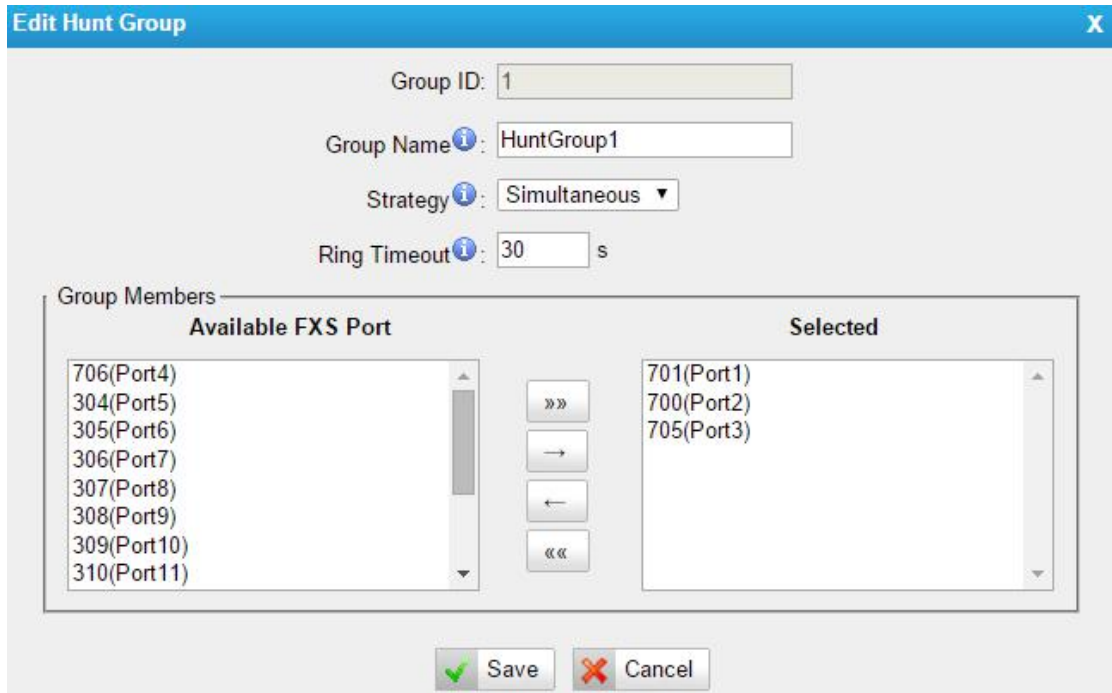 Edit Hunt Group X
Group ID: 1
Group Name : HuntGroup1
Strategy : Simultaneous
Ring Timeout : 30 s
Group Members
Available FXS Port Selected
706(Port4)
304(Port5)
305(Port6)
306(Port7)
307(Port8)
308(Port9)
309(Port10)
310(Port11)
»»
→
←
««
701(Port1)
700(Port2)
705(Port3)
Save Cancel